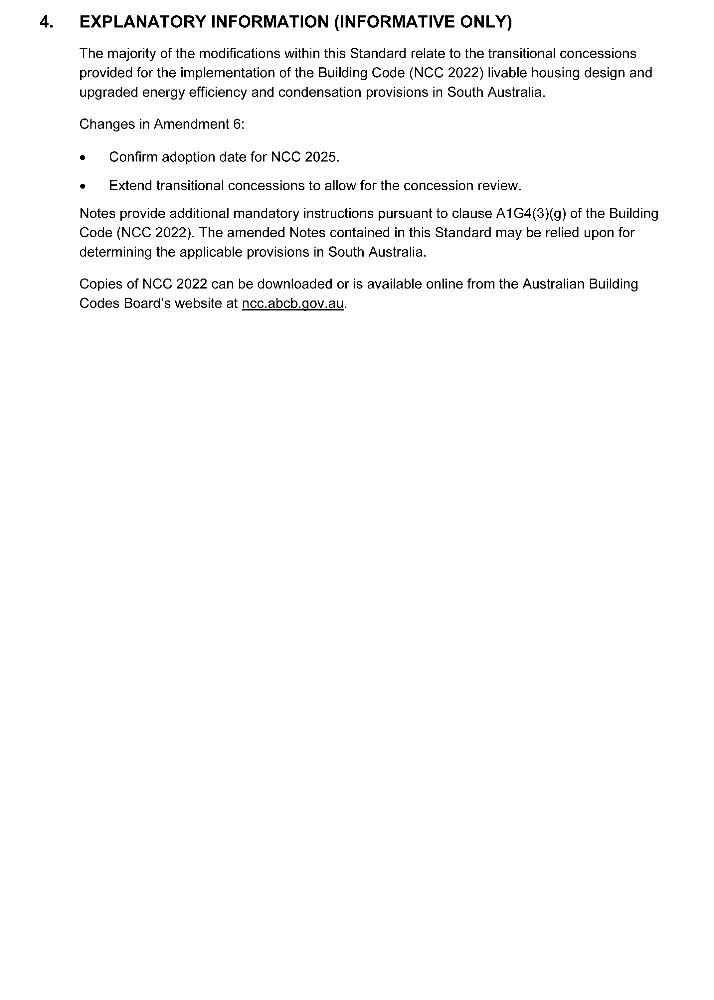 4. EXPLANATORY INFORMATION (INFORMATIVE ONLY)
The majority of the modifications within this Standard relate to the transitional concessions
provided for the implementation of the Building Code (NCC 2022) livable housing design and
upgraded energy efficiency and condensation provisions in South Australia.
Changes in Amendment 6:
• Confirm adoption date for NCC 2025.
• Extend transitional concessions to allow for the concession review.
Notes provide additional mandatory instructions pursuant to clause A1G4(3)(g) of the Building
Code (NCC 2022). The amended Notes contained in this Standard may be relied upon for
determining the applicable provisions in South Australia.
Copies of NCC 2022 can be downloaded or is available online from the Australian Building
Codes Board’s website at ncc.abcb.gov.au.